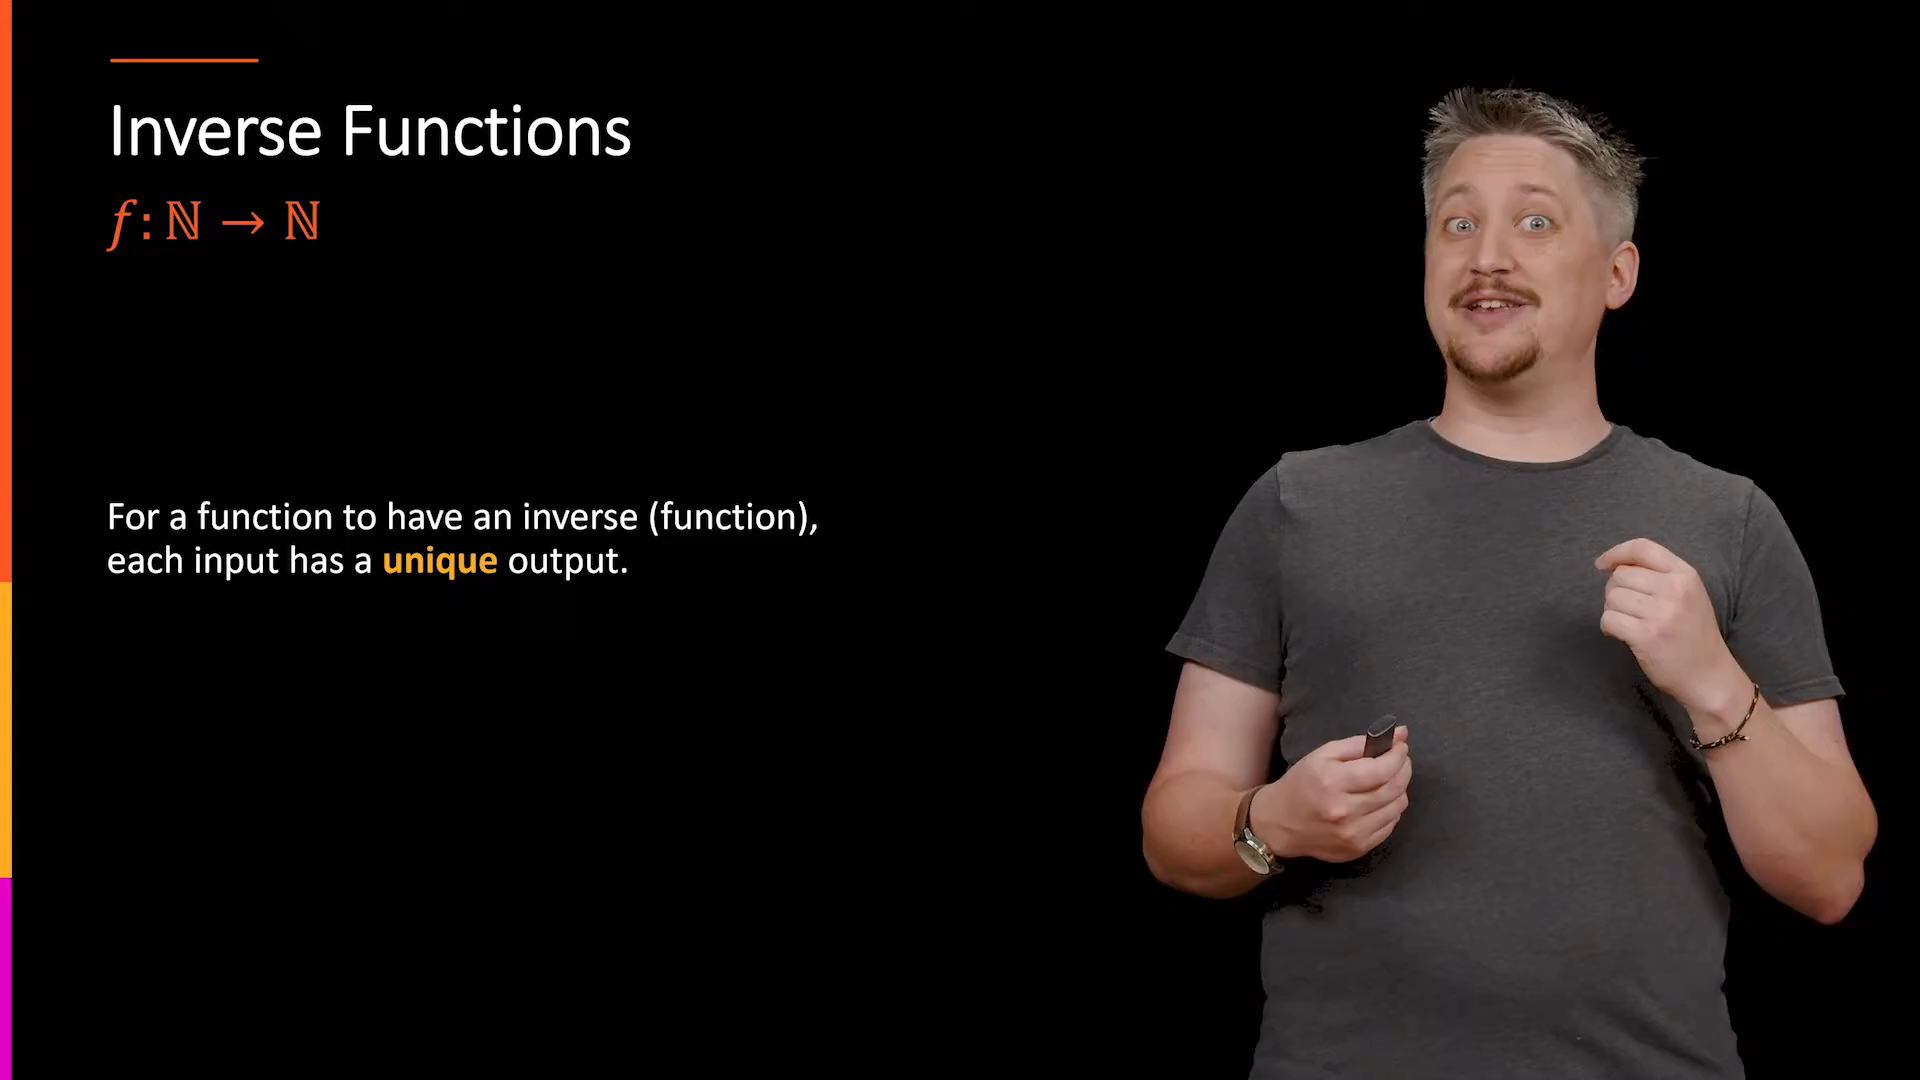 Inverse Functions
f: ℕ → ℕ
For a function to have an inverse (function),
each input has a unique output.